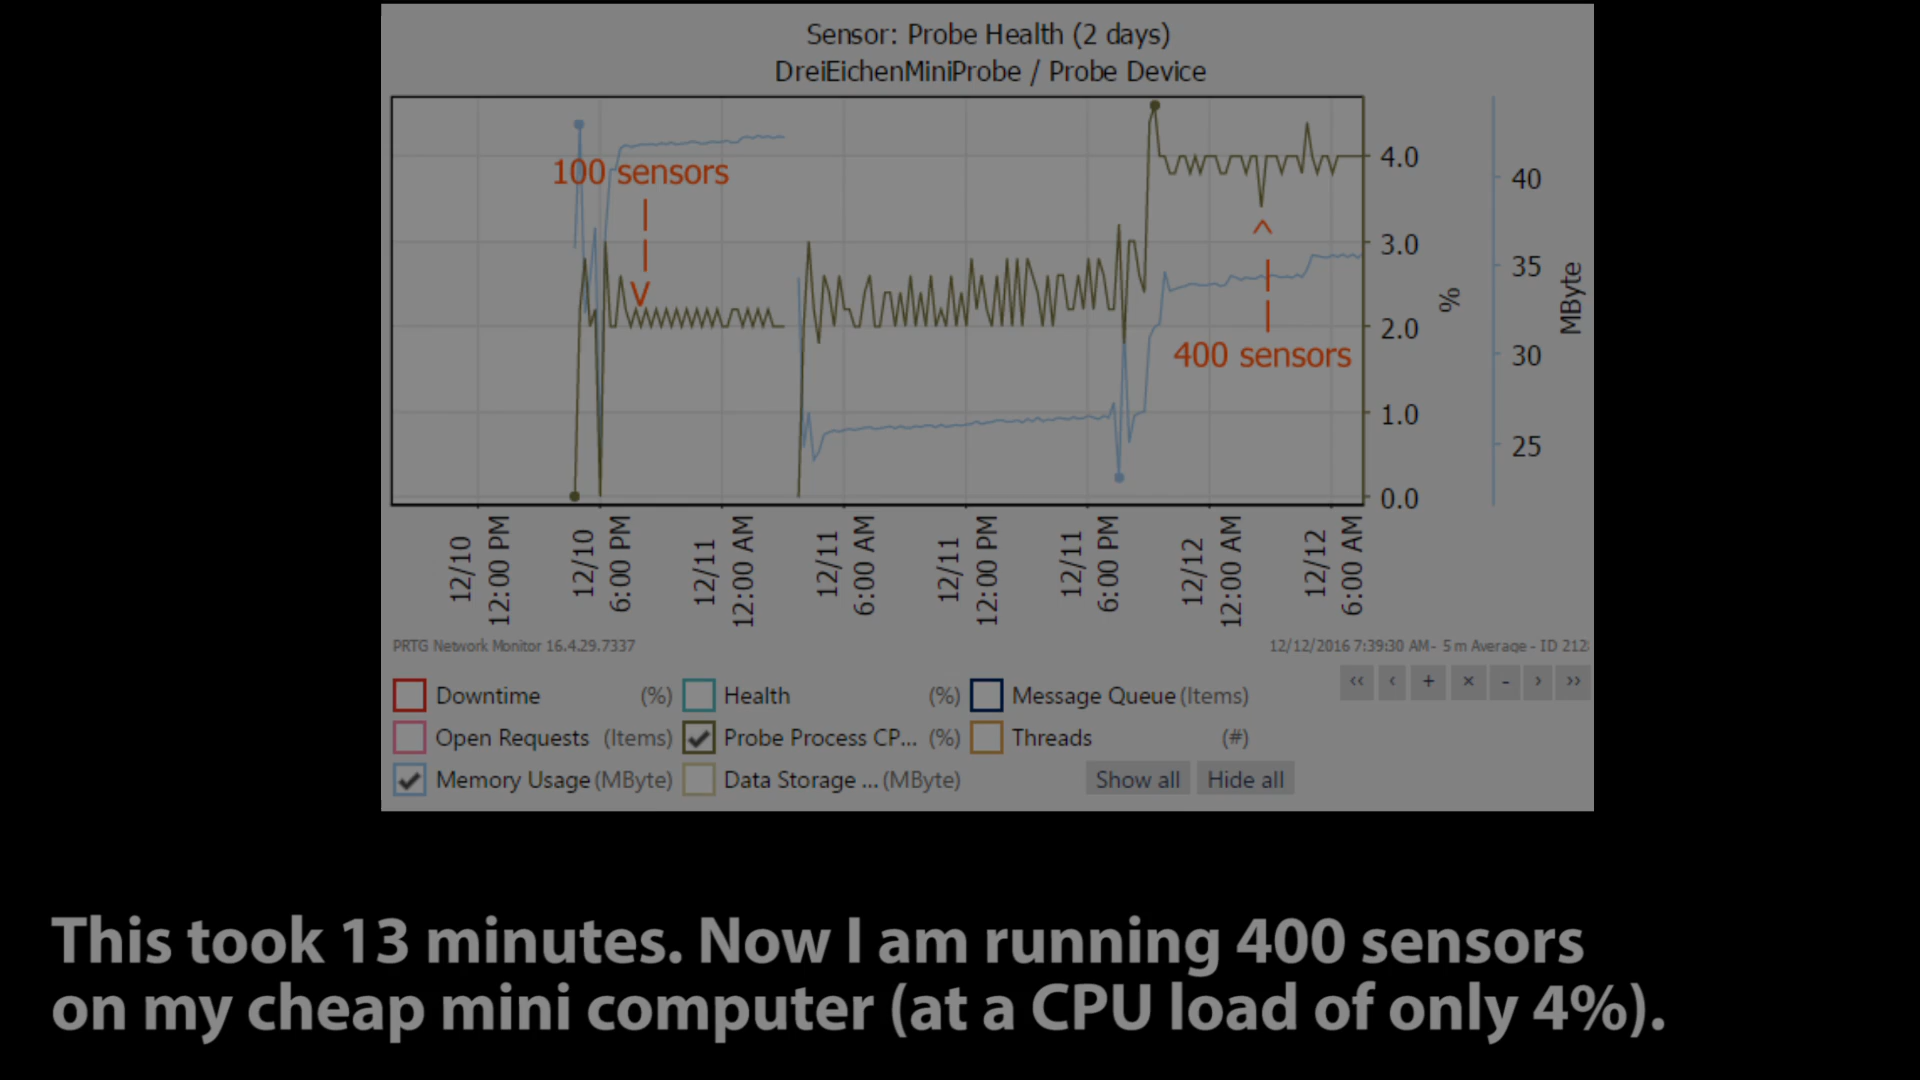 Sensor: Probe Health (2 days)
DreiEichenMiniProbe / Probe Device
100 sensors
400 sensors
4.0
3.0
2.0
1.0
0.0
%
40
35
30
25
MByte
12/10
12:00 PM
12/10
6:00 PM
12/11
12:00 AM
12/11
6:00 AM
12/11
12:00 PM
12/11
6:00 PM
12/12
12:00 AM
12/12
6:00 AM
PRTG Network Monitor 16.4.29.7337
12/12/2016 7:39:30 AM - 5 m Average - ID 212
Downtime (%)
Health (%)
Message Queue (Items)
Open Requests (Items)
Probe Process CP... (%)
Threads (#)
Memory Usage (MByte)
Data Storage ... (MByte)
Show all
Hide all
This took 13 minutes. Now I am running 400 sensors
on my cheap mini computer (at a CPU load of only 4%).